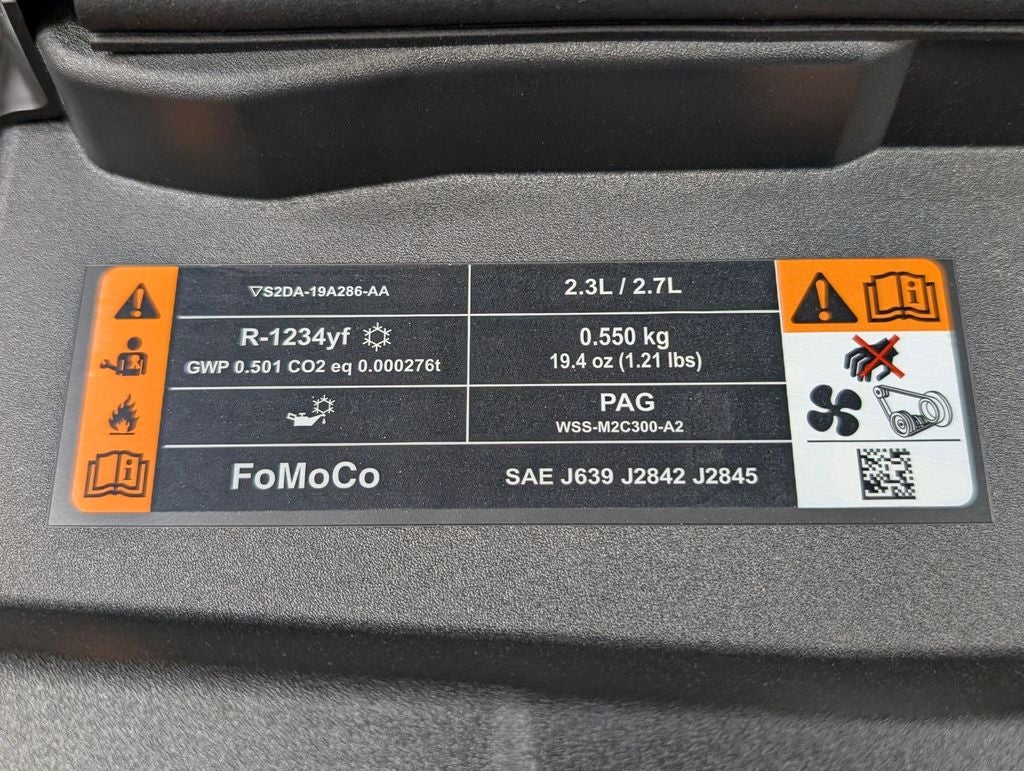 ▽S2DA-19A286-AA
2.3L / 2.7L
R-1234yf
GWP 0.501 CO2 eq 0.000276t
0.550 kg
19.4 oz (1.21 lbs)
PAG
WSS-M2C300-A2
FoMoCo
SAE J639 J2842 J2845